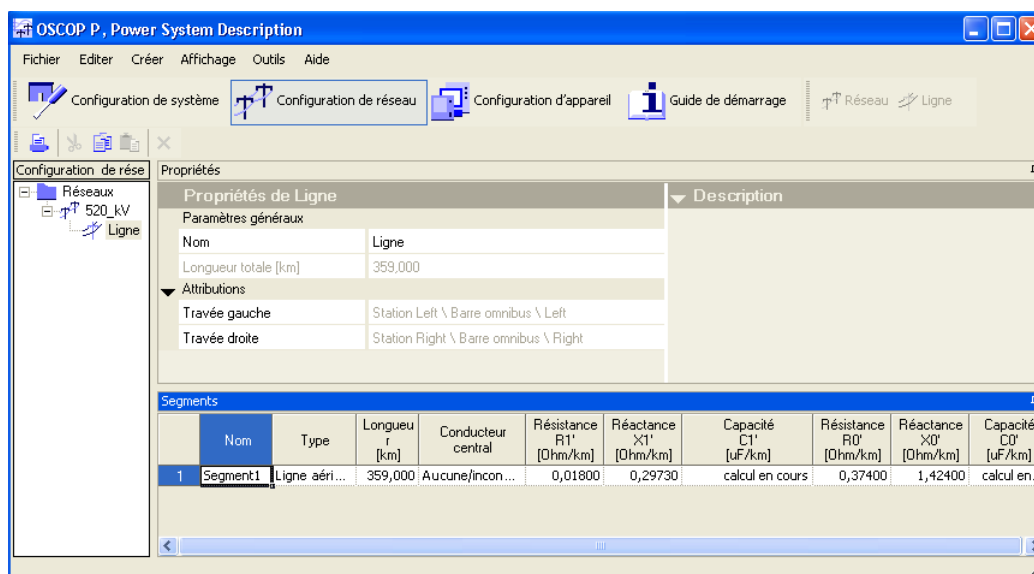 OSCOP P, Power System Description
Fichier Editer Créer Affichage Outils Aide
Configuration de système Configuration de réseau Configuration d'appareil Guide de démarrage Réseau Ligne
Configuration de rése
Propriétés
Réseaux
520_kV
Ligne
Propriétés de Ligne
Description
Paramètres généraux
Nom Ligne
Longueur totale [km] 359,000
Attributions
Travée gauche Station Left \ Barre omnibus \ Left
Travée droite Station Right \ Barre omnibus \ Right
Segments
Nom Type Longueu r [km] Conducteur central Résistance R1' [Ohm/km] Réactance X1' [Ohm/km] Capacité C1' [uF/km] Résistance R0' [Ohm/km] Réactance X0' [Ohm/km] Capacité C0' [uF/km]
1 Segment1 Ligne aéri... 359,000 Aucune/incon... 0,01800 0,29730 calcul en cours 0,37400 1,42400 calcul en.